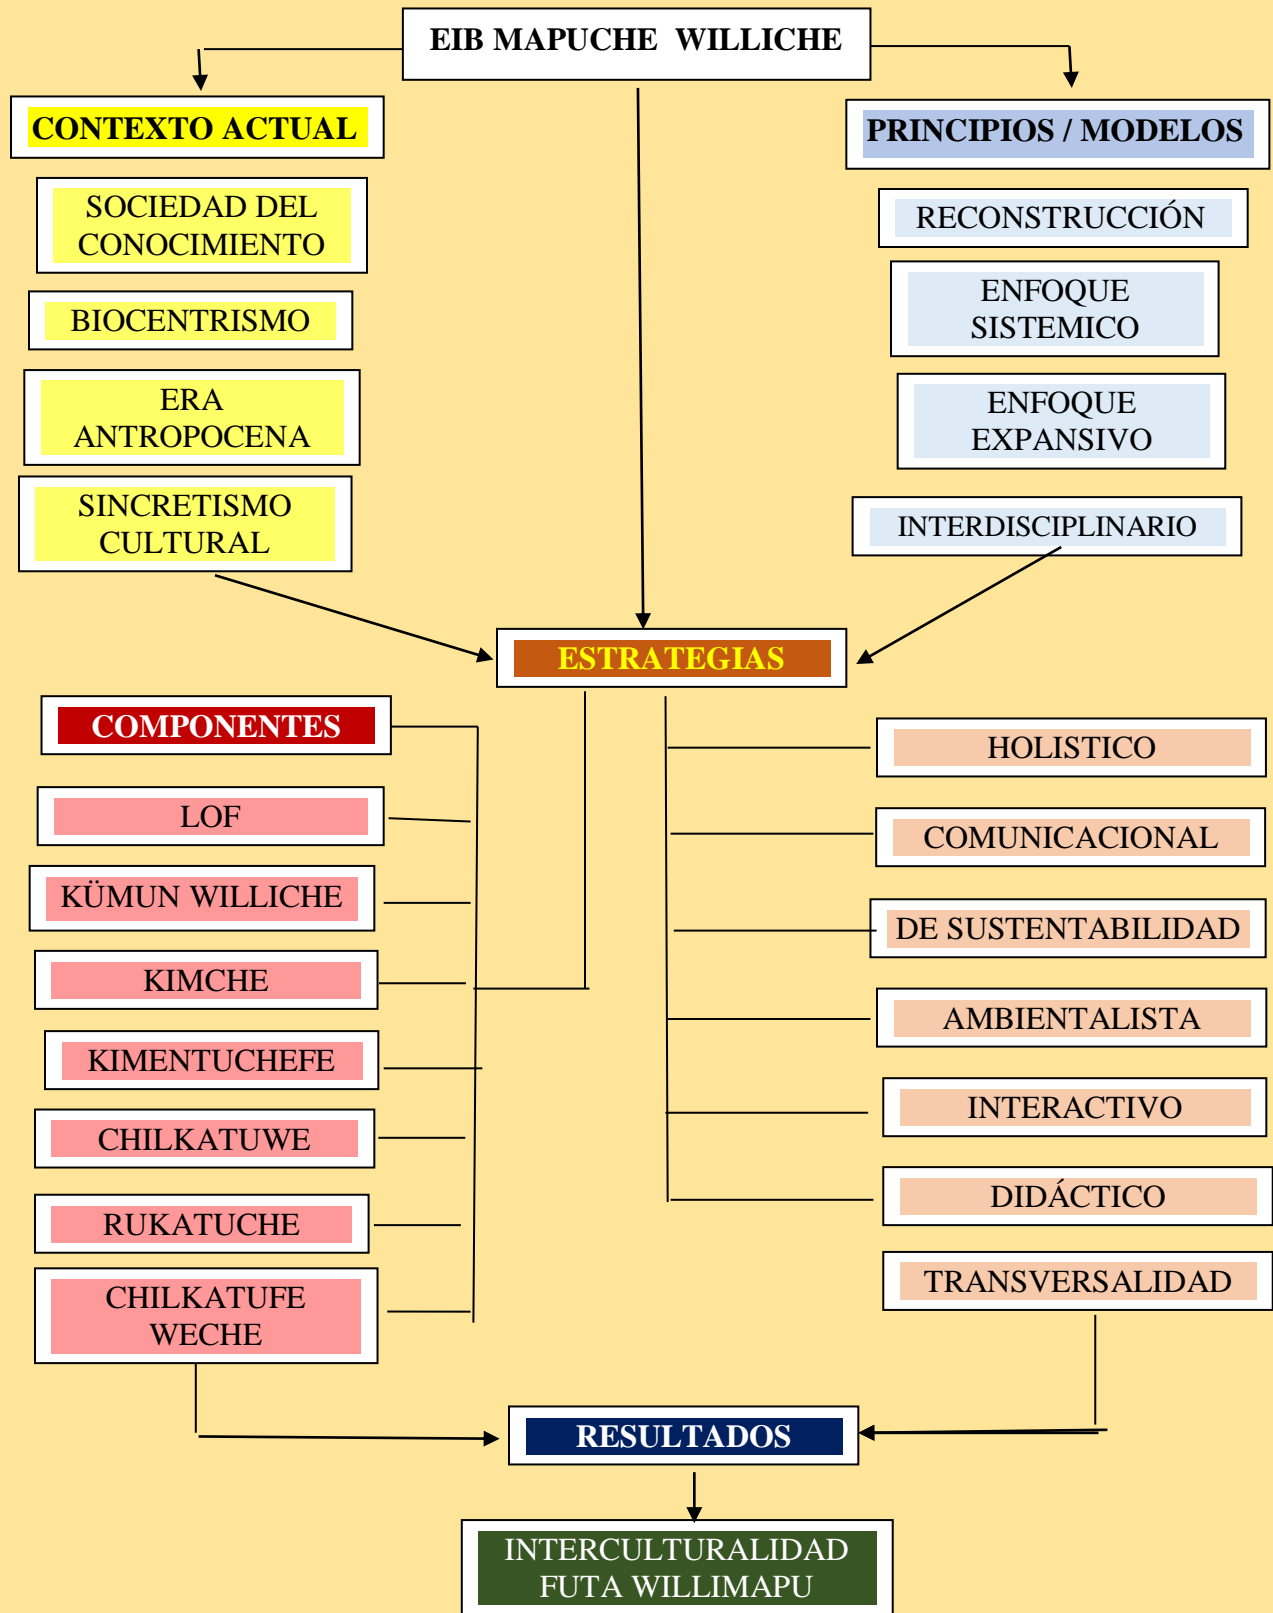 EIB MAPUCHE WILLICHE
CONTEXTO ACTUAL
SOCIEDAD DEL
CONOCIMIENTO
BIOCENTRISMO
ERA
ANTROPOCENA
SINCRETISMO
CULTURAL
PRINCIPIOS / MODELOS
RECONSTRUCCIÓN
ENFOQUE
SISTEMICO
ENFOQUE
EXPANSIVO
INTERDISCIPLINARIO
ESTRATEGIAS
COMPONENTES
LOF
KÜMUN WILLICHE
KIMCHE
KIMENTUCHEFE
CHILKATUWE
RUKATUCHE
CHILKATUFE
WECHE
HOLISTICO
COMUNICACIONAL
DE SUSTENTABILIDAD
AMBIENTALISTA
INTERACTIVO
DIDÁCTICO
TRANSVERSALIDAD
RESULTADOS
INTERCULTURALIDAD
FUTA WILLIMAPU